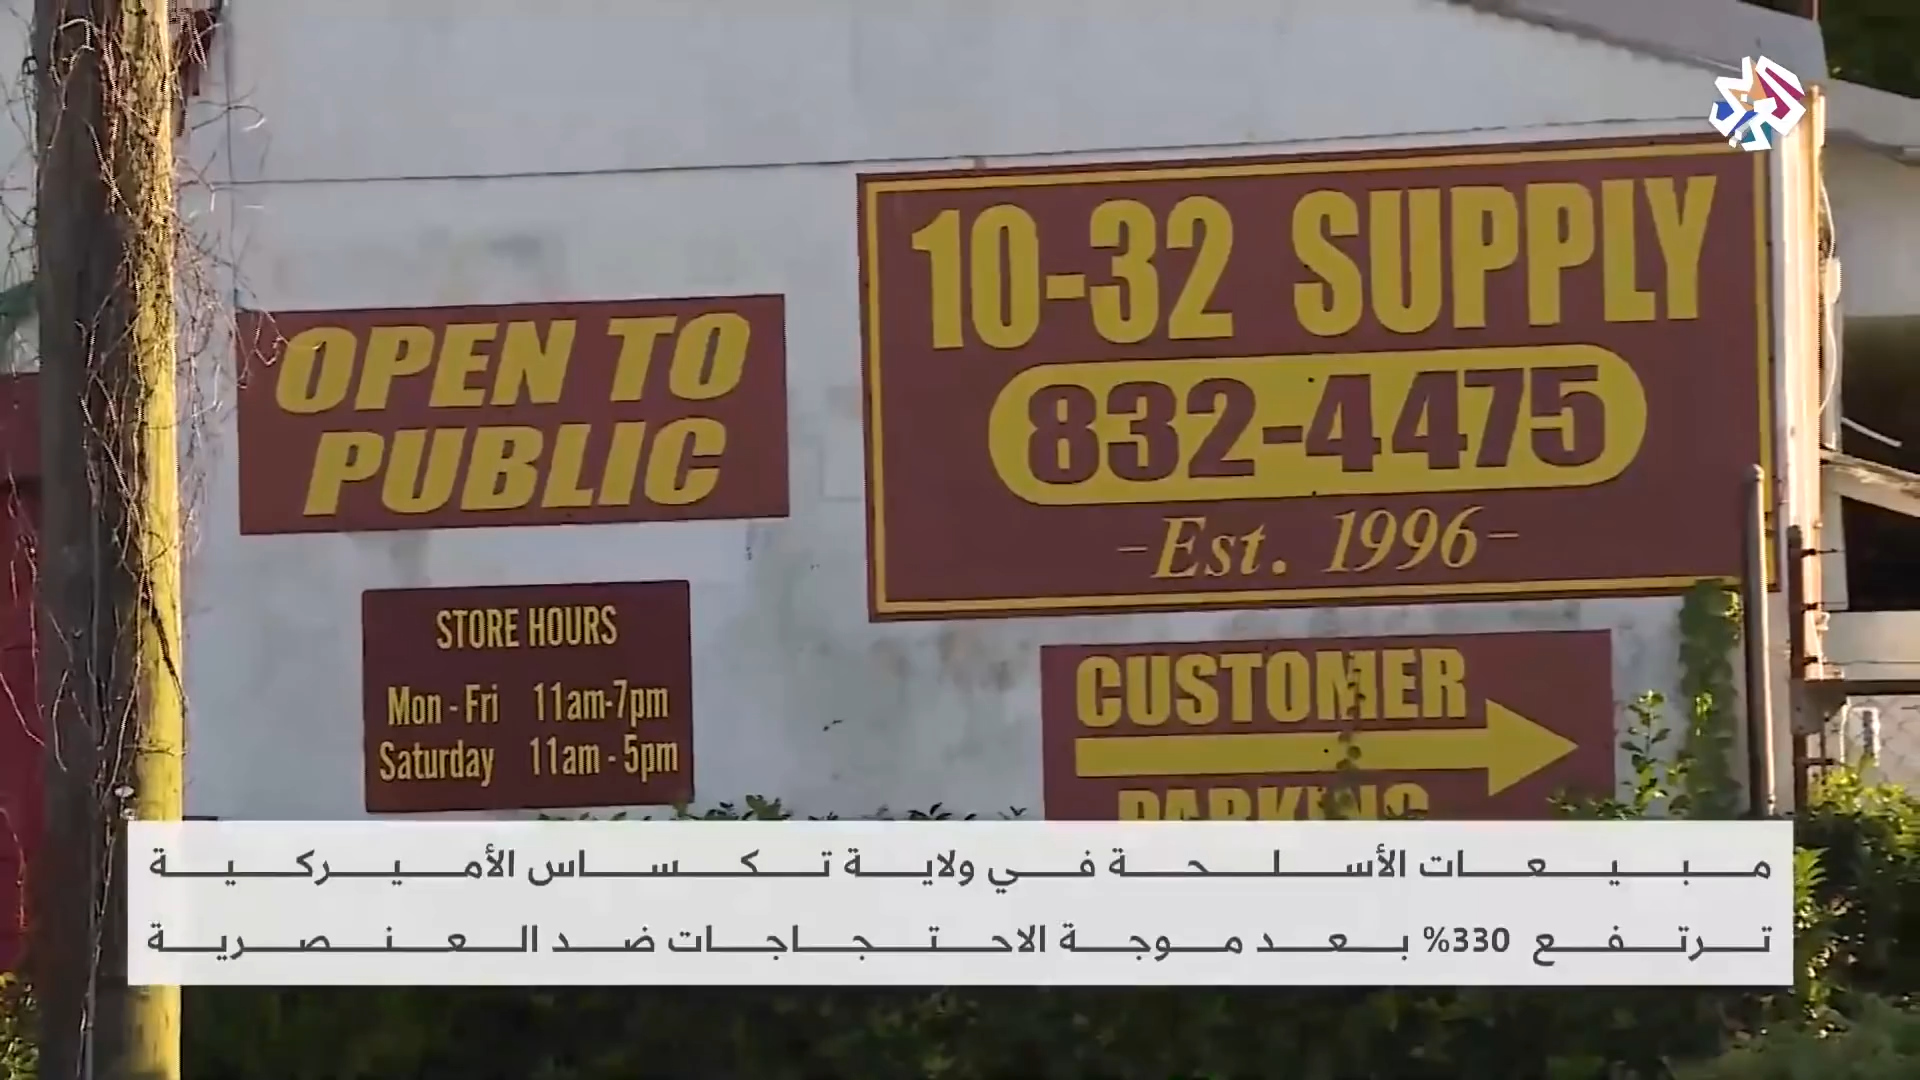 10-32 SUPPLY
832-4475
-Est. 1996-
OPEN TO
PUBLIC
STORE HOURS
Mon - Fri 11am-7pm
Saturday 11am - 5pm
CUSTOMER
PARKING
مبيعات الأسلحة في ولاية تكساس الأميركية
ترتفع 330% بعد موجة الاحتجاجات ضد العنصرية